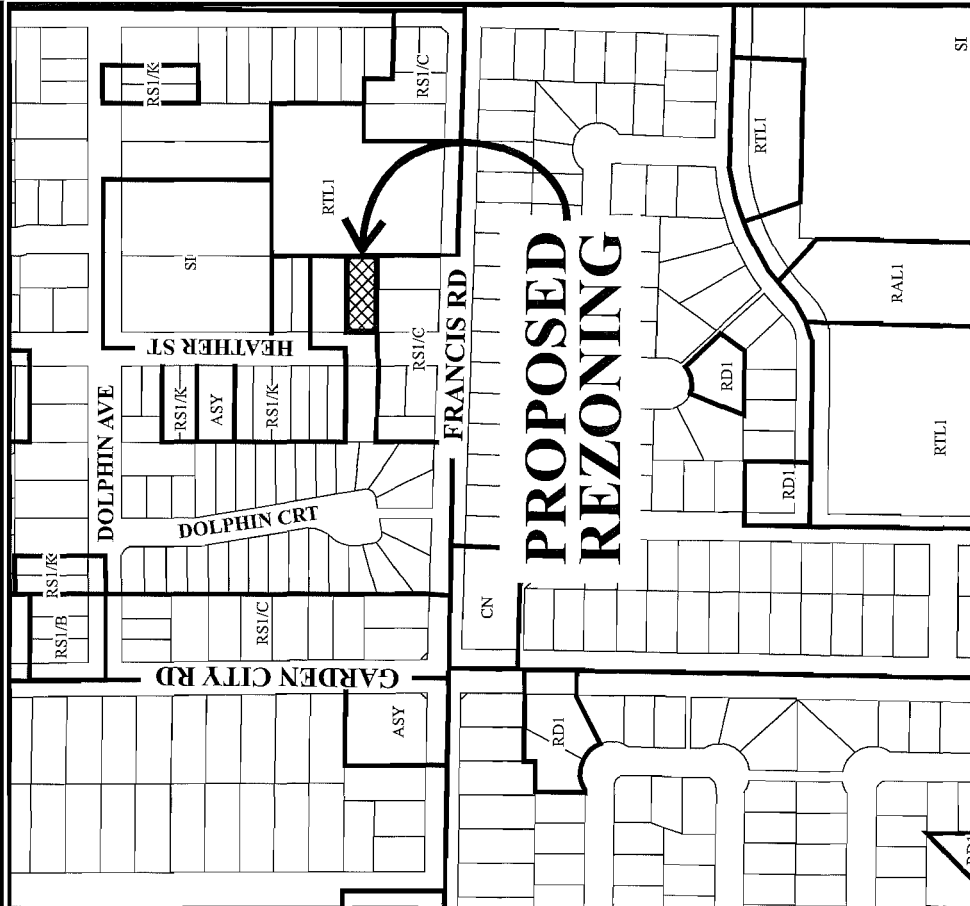 RS1/K
RS1/C
SI
RTL1
RTL1
SI
HEATHER ST
RS1/C
FRANCIS RD
PROPOSED
REZONING
RAL1
DOLPHIN AVE
RS1/K
ASY
RS1/K
RD1
RTL1
RD1
DOLPHIN CRT
RS1/K
RS1/B
RS1/C
CN
GARDEN CITY RD
ASY
RD1